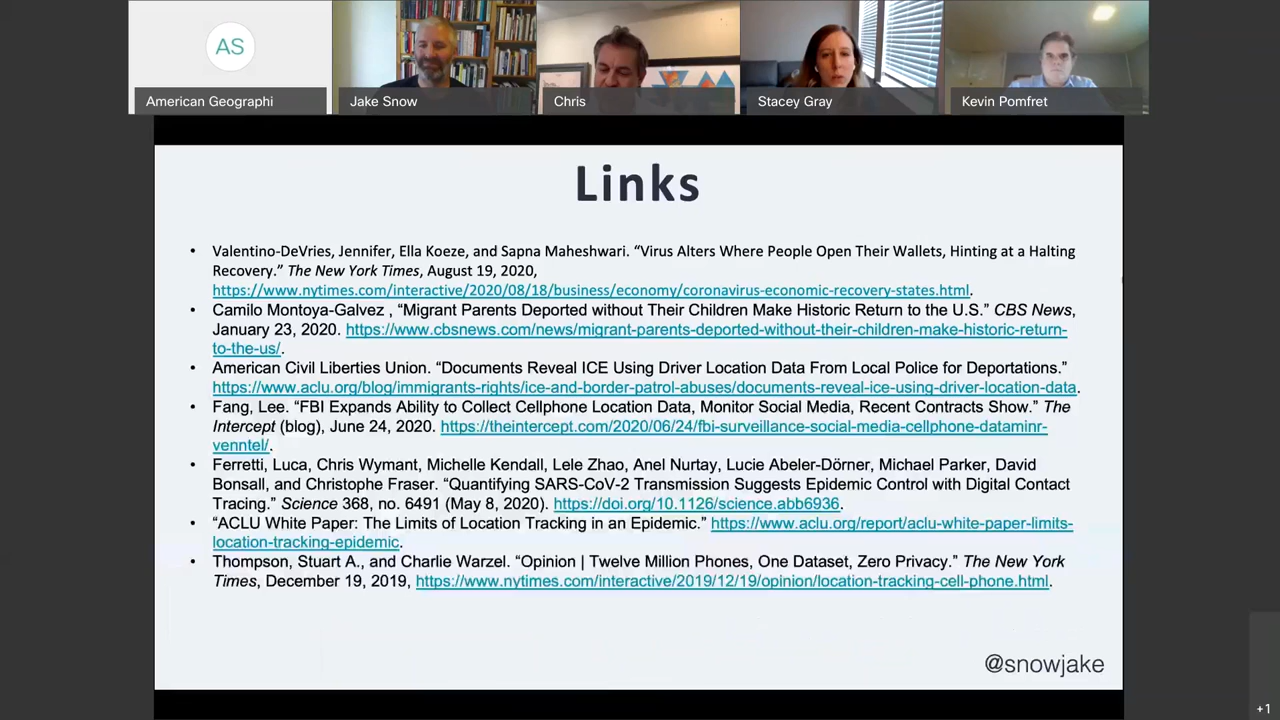 AS
American Geographi
Jake Snow
Chris
Stacey Gray
Kevin Pomfret
Links
• Valentino-DeVries, Jennifer, Ella Koeze, and Sapna Maheshwari. “Virus Alters Where People Open Their Wallets, Hinting at a Halting
Recovery.” The New York Times, August 19, 2020,
https://www.nytimes.com/interactive/2020/08/18/business/economy/coronavirus-economic-recovery-states.html.
• Camilo Montoya-Galvez , “Migrant Parents Deported without Their Children Make Historic Return to the U.S.” CBS News,
January 23, 2020. https://www.cbsnews.com/news/migrant-parents-deported-without-their-children-make-historic-return-
to-the-us/.
• American Civil Liberties Union. “Documents Reveal ICE Using Driver Location Data From Local Police for Deportations.”
https://www.aclu.org/blog/immigrants-rights/ice-and-border-patrol-abuses/documents-reveal-ice-using-driver-location-data.
• Fang, Lee. “FBI Expands Ability to Collect Cellphone Location Data, Monitor Social Media, Recent Contracts Show.” The
Intercept (blog), June 24, 2020. https://theintercept.com/2020/06/24/fbi-surveillance-social-media-cellphone-dataminr-
venntel/.
• Ferretti, Luca, Chris Wymant, Michelle Kendall, Lele Zhao, Anel Nurtay, Lucie Abeler-Dörner, Michael Parker, David
Bonsall, and Christophe Fraser. “Quantifying SARS-CoV-2 Transmission Suggests Epidemic Control with Digital Contact
Tracing.” Science 368, no. 6491 (May 8, 2020). https://doi.org/10.1126/science.abb6936.
• “ACLU White Paper: The Limits of Location Tracking in an Epidemic.” https://www.aclu.org/report/aclu-white-paper-limits-
location-tracking-epidemic.
• Thompson, Stuart A., and Charlie Warzel. “Opinion | Twelve Million Phones, One Dataset, Zero Privacy.” The New York
Times, December 19, 2019, https://www.nytimes.com/interactive/2019/12/19/opinion/location-tracking-cell-phone.html.
@snowjake
+1